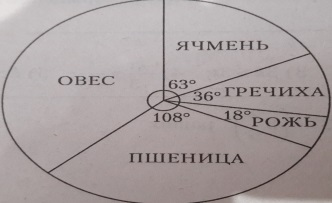 ЯЧМЕНЬ
ОВЕС
63°
36° ГРЕЧИХА
108°
18° РОЖЬ
ПШЕНИЦА